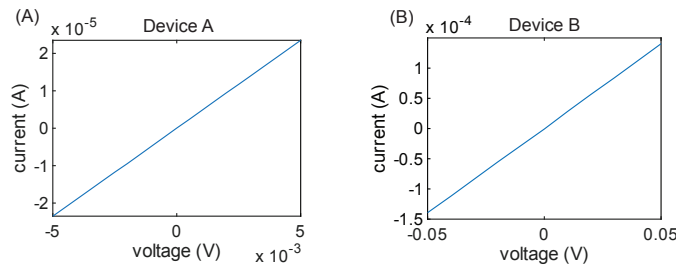 (A)
× 10⁻⁵
Device A
2
1
0
-1
-2
current (A)
-5
0
5
voltage (V)
× 10⁻³
(B)
× 10⁻⁴
Device B
1
0.5
0
-0.5
-1
-1.5
current (A)
-0.05
0
0.05
voltage (V)